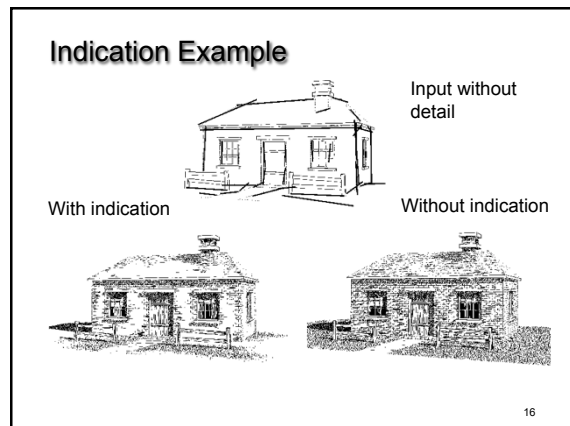 Indication Example
Input without
detail
With indication
Without indication
16